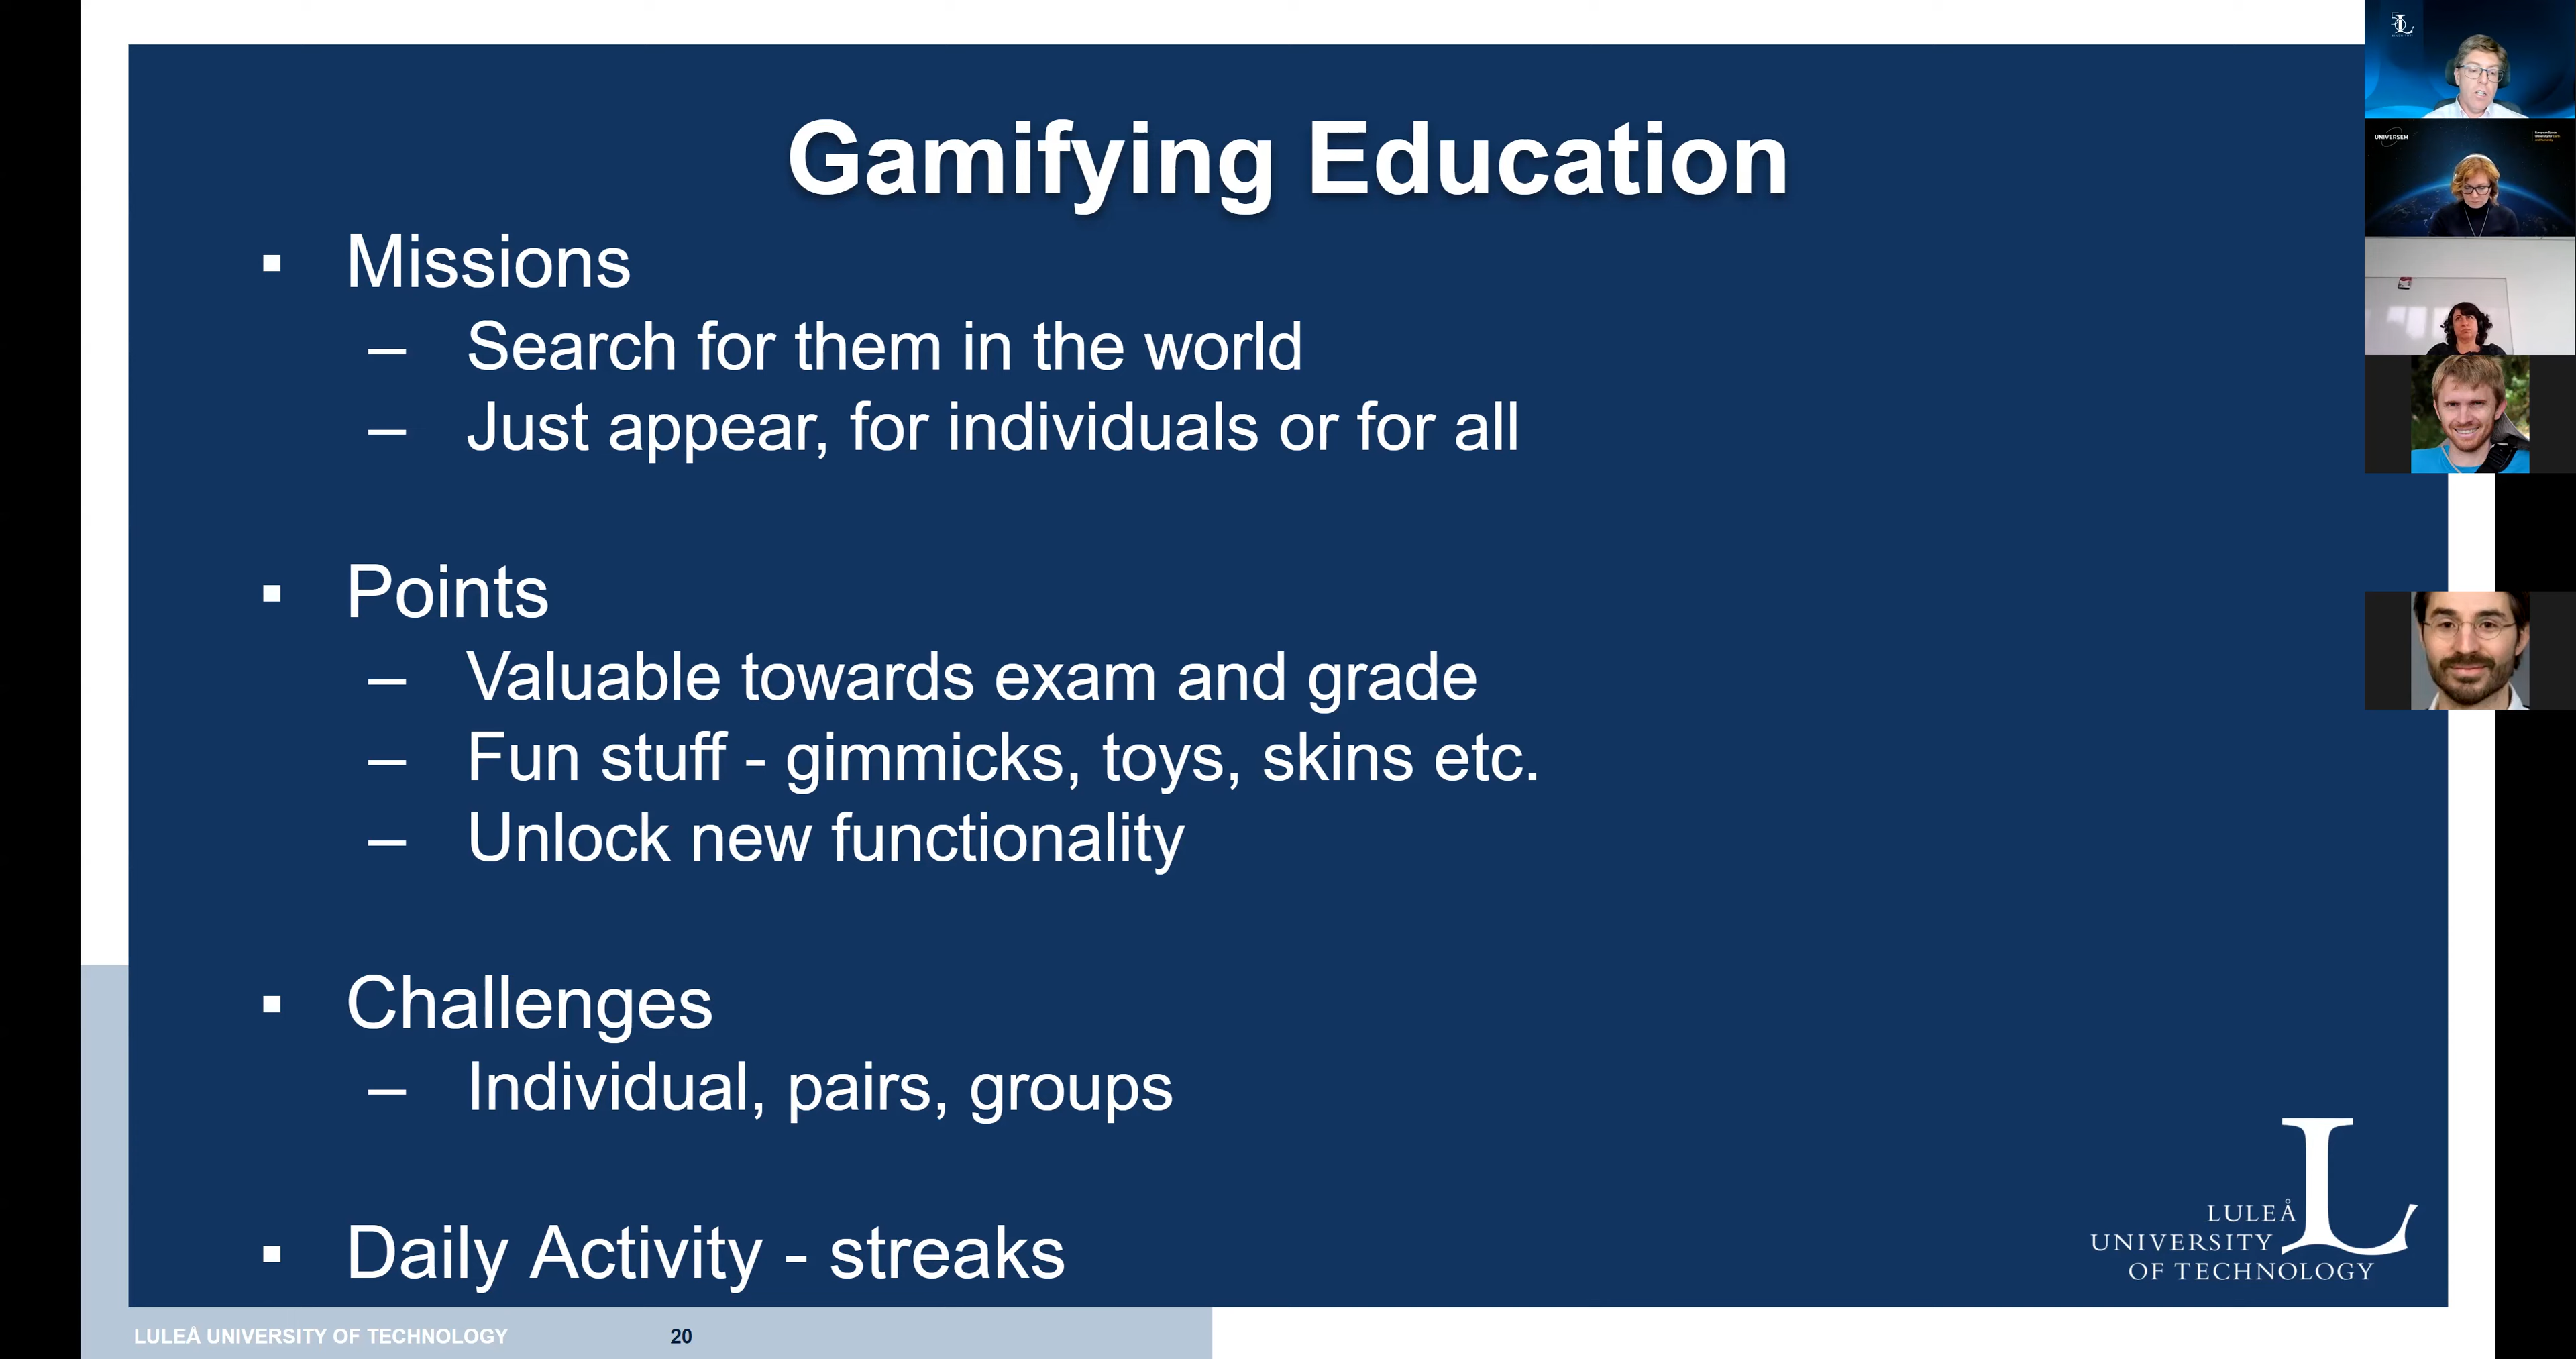 Gamifying Education
▪ Missions
– Search for them in the world
– Just appear, for individuals or for all
▪ Points
– Valuable towards exam and grade
– Fun stuff - gimmicks, toys, skins etc.
– Unlock new functionality
▪ Challenges
– Individual, pairs, groups
▪ Daily Activity - streaks
LULEÅ
UNIVERSITY
OF TECHNOLOGY
L
LULEÅ UNIVERSITY OF TECHNOLOGY 20
UNIVERSEH